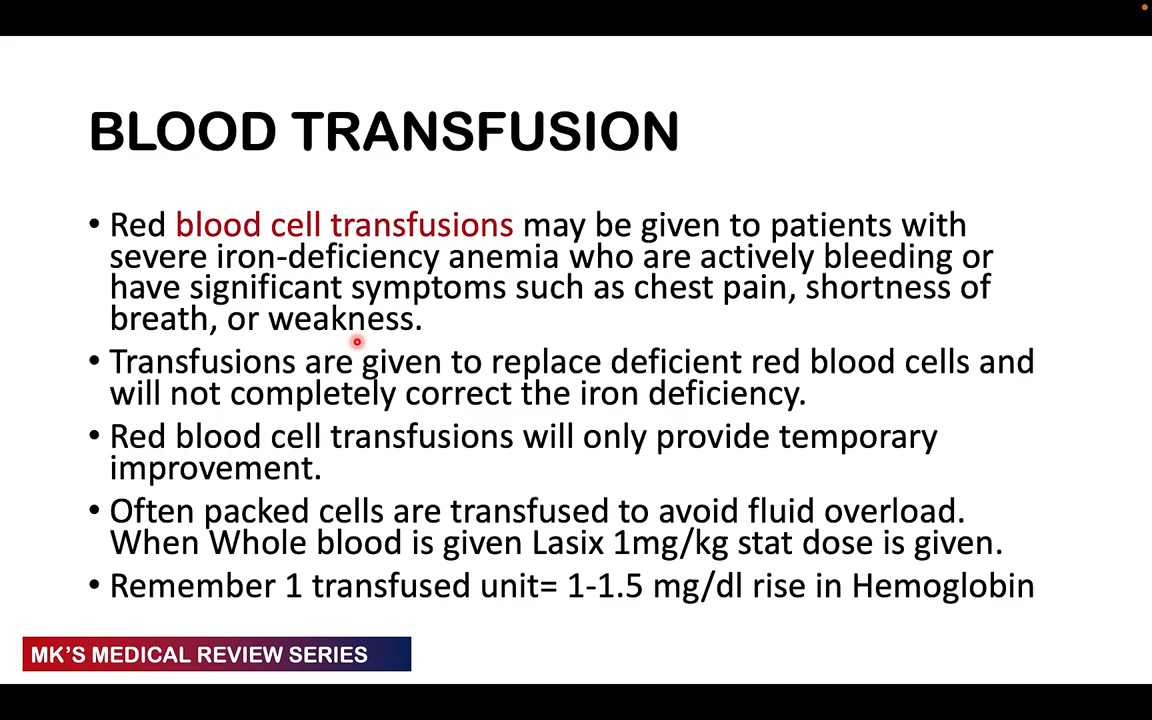 BLOOD TRANSFUSION
• Red blood cell transfusions may be given to patients with
severe iron-deficiency anemia who are actively bleeding or
have significant symptoms such as chest pain, shortness of
breath, or weakness.
• Transfusions are given to replace deficient red blood cells and
will not completely correct the iron deficiency.
• Red blood cell transfusions will only provide temporary
improvement.
• Often packed cells are transfused to avoid fluid overload.
When Whole blood is given Lasix 1mg/kg stat dose is given.
• Remember 1 transfused unit= 1-1.5 mg/dl rise in Hemoglobin
MK'S MEDICAL REVIEW SERIES